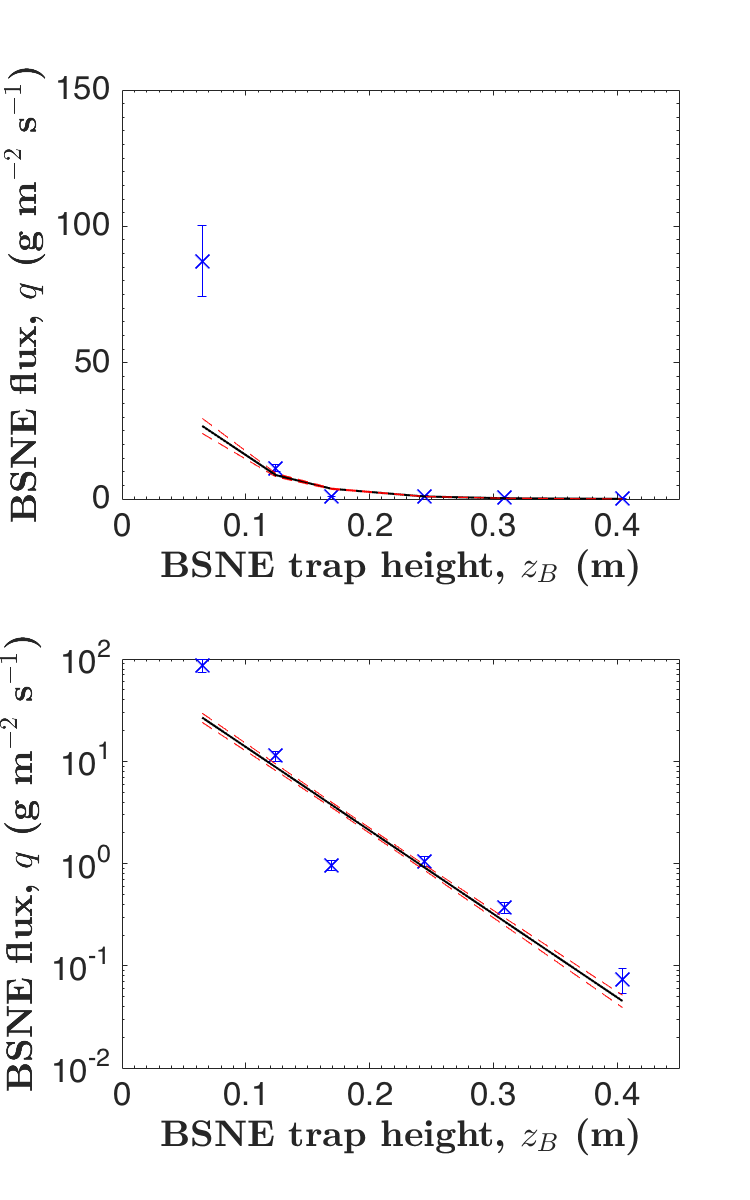 150
100
50
0
BSNE flux, q (g m⁻² s⁻¹)
0 0.1 0.2 0.3 0.4
BSNE trap height, z_B (m)
10²
10¹
10⁰
10⁻¹
10⁻²
BSNE flux, q (g m⁻² s⁻¹)
0 0.1 0.2 0.3 0.4
BSNE trap height, z_B (m)